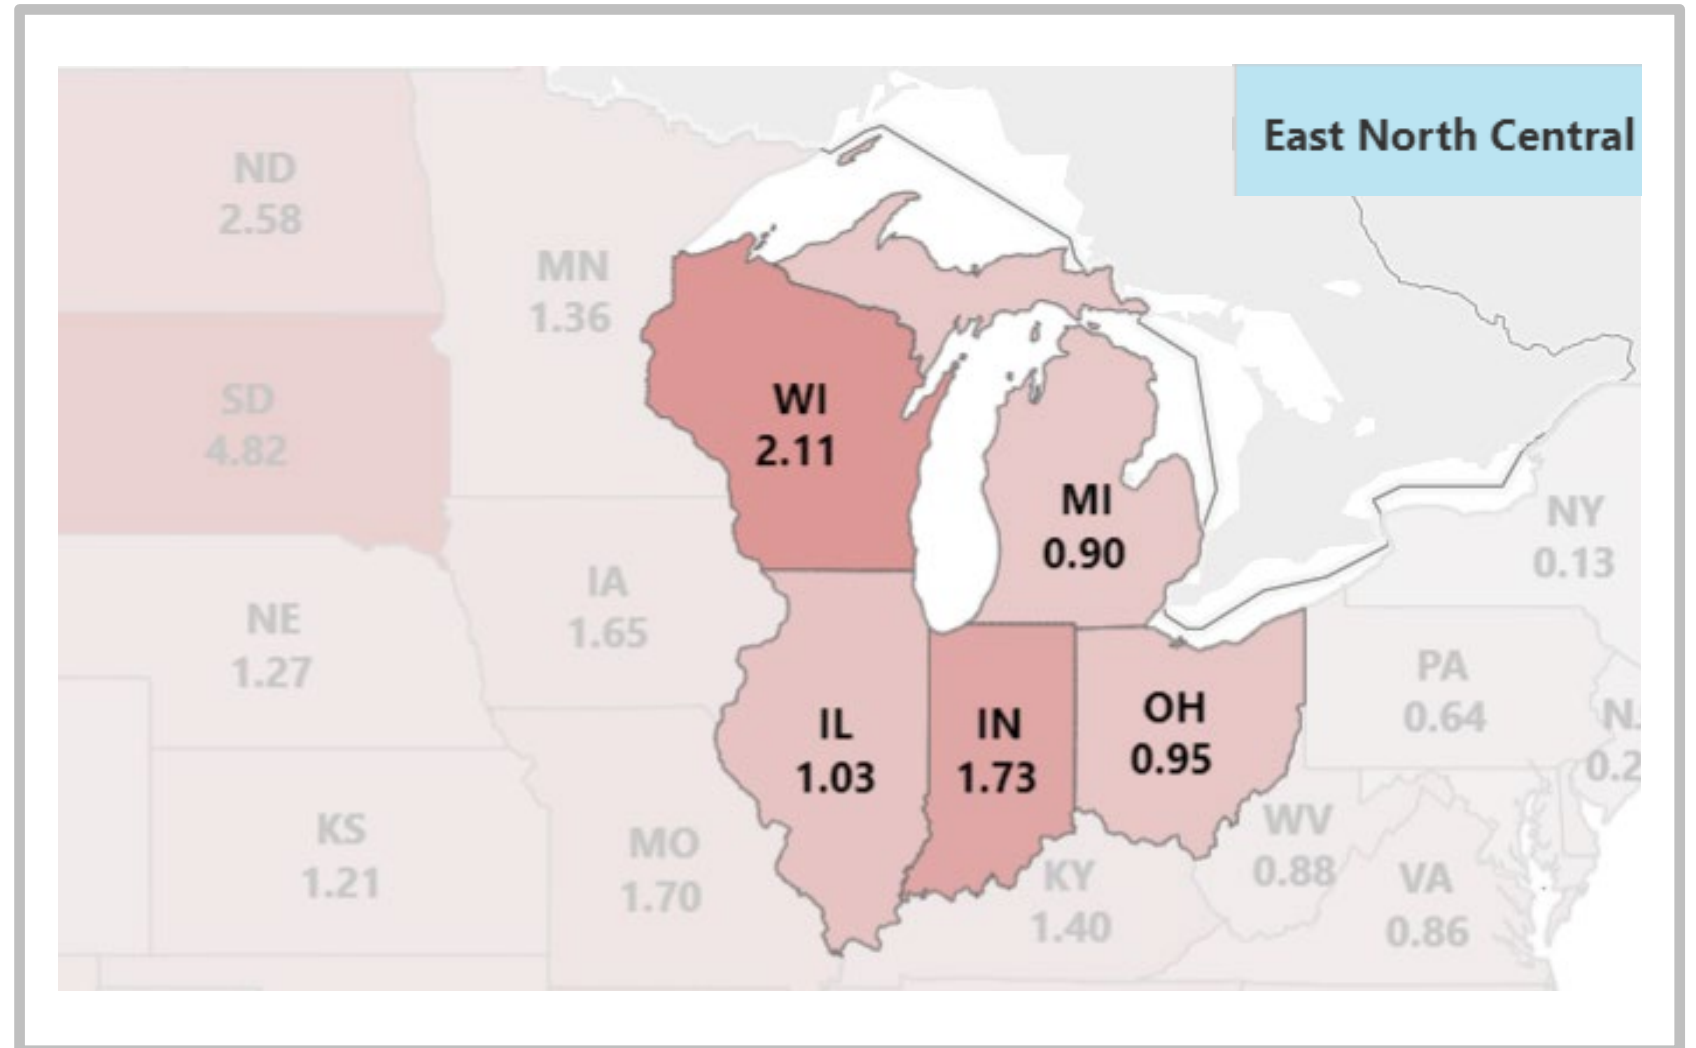 East North Central
ND
2.58
MN
1.36
SD
4.82
WI
2.11
MI
0.90
NY
0.13
IA
1.65
NE
1.27
PA
0.64
IL
1.03
IN
1.73
OH
0.95
KS
1.21
MO
1.70
KY
1.40
WV
0.88
VA
0.86